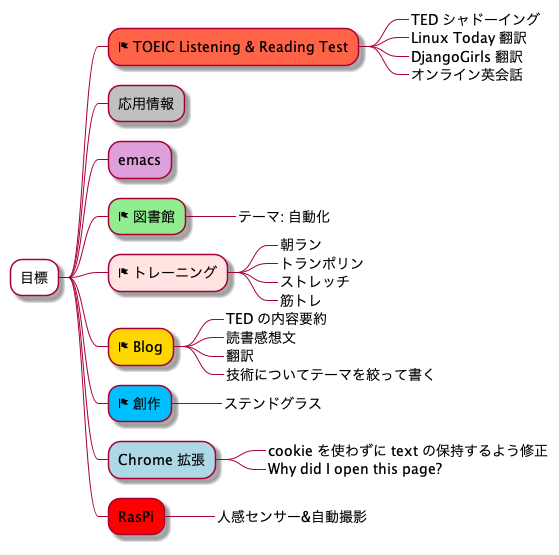 目標
TOEIC Listening & Reading Test
TED シャドーイング
Linux Today 翻訳
DjangoGirls 翻訳
オンライン英会話
応用情報
emacs
図書館
テーマ: 自動化
トレーニング
朝ラン
トランポリン
ストレッチ
筋トレ
Blog
TED の内容要約
読書感想文
翻訳
技術についてテーマを絞って書く
創作
ステンドグラス
Chrome 拡張
cookie を使わずに text の保持するよう修正
Why did I open this page?
RasPi
人感センサー&自動撮影